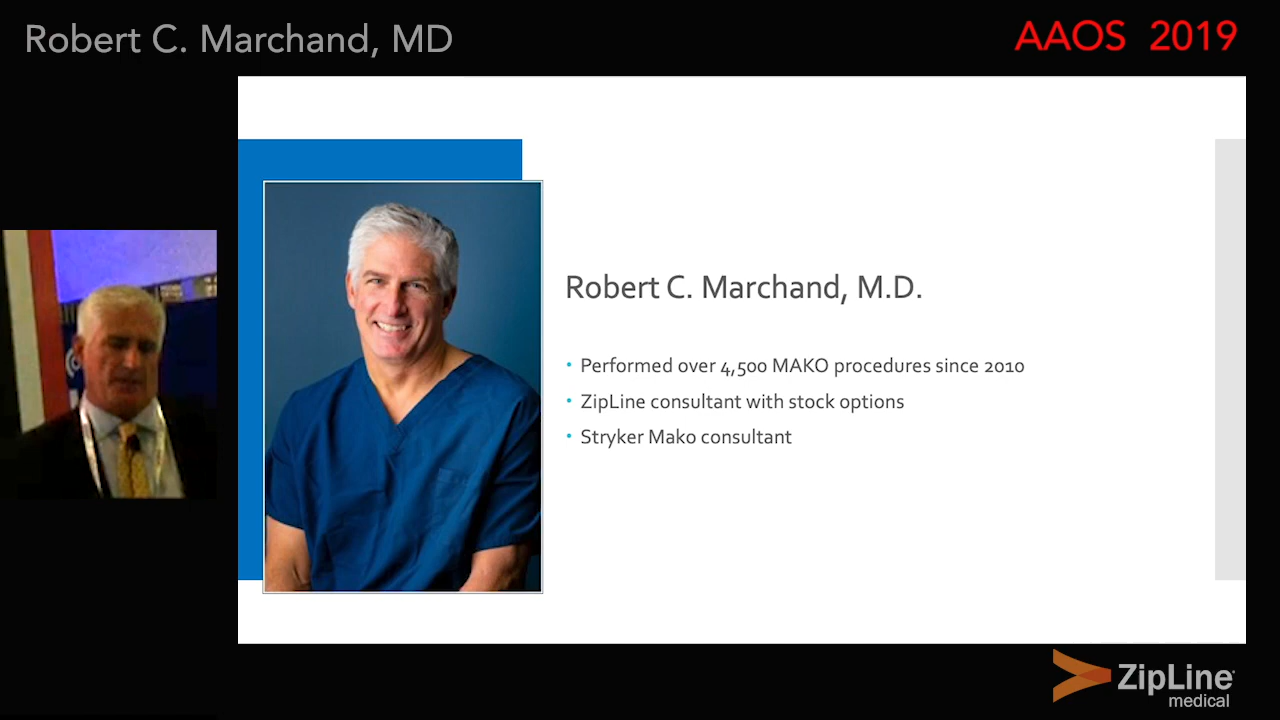 Robert C. Marchand, MD
AAOS 2019
Robert C. Marchand, M.D.
• Performed over 4,500 MAKO procedures since 2010
• ZipLine consultant with stock options
• Stryker Mako consultant
ZipLine
medical